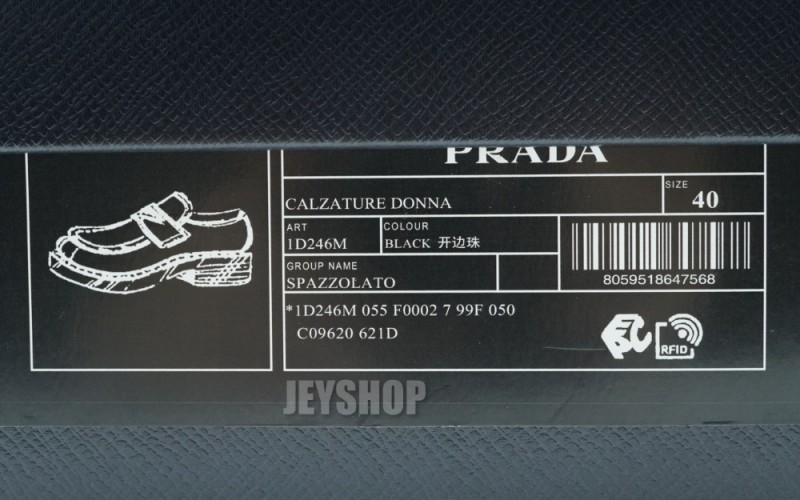 PRADA
CALZATURE DONNA
SIZE
40
ART
1D246M
COLOUR
BLACK 开边珠
GROUP NAME
SPAZZOLATO
8059518647568
*1D246M 055 F0002 7 99F 050
C09620 621D
RFID
JEYSHOP